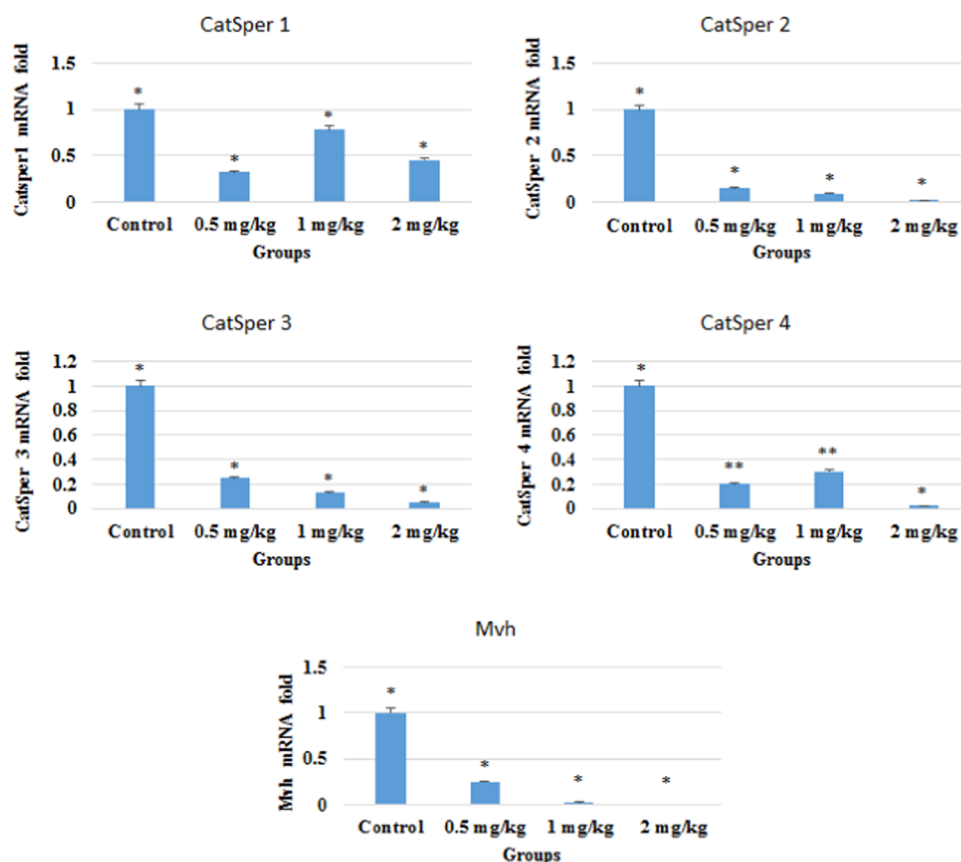 CatSper 1
Catsper1 mRNA fold
1.5
1
0.5
0
*
*
*
*
Control 0.5 mg/kg 1 mg/kg 2 mg/kg
Groups
CatSper 2
CatSper 2 mRNA fold
1.5
1
0.5
0
*
*
*
*
Control 0.5 mg/kg 1 mg/kg 2 mg/kg
Groups
CatSper 3
CatSper 3 mRNA fold
1.2
1
0.8
0.6
0.4
0.2
0
*
*
*
*
Control 0.5 mg/kg 1 mg/kg 2 mg/kg
Groups
CatSper 4
CatSper 4 mRNA fold
1.2
1
0.8
0.6
0.4
0.2
0
*
**
**
*
Control 0.5 mg/kg 1 mg/kg 2 mg/kg
Groups
Mvh
Mvh mRNA fold
1.5
1
0.5
0
*
*
*
*
Control 0.5 mg/kg 1 mg/kg 2 mg/kg
Groups